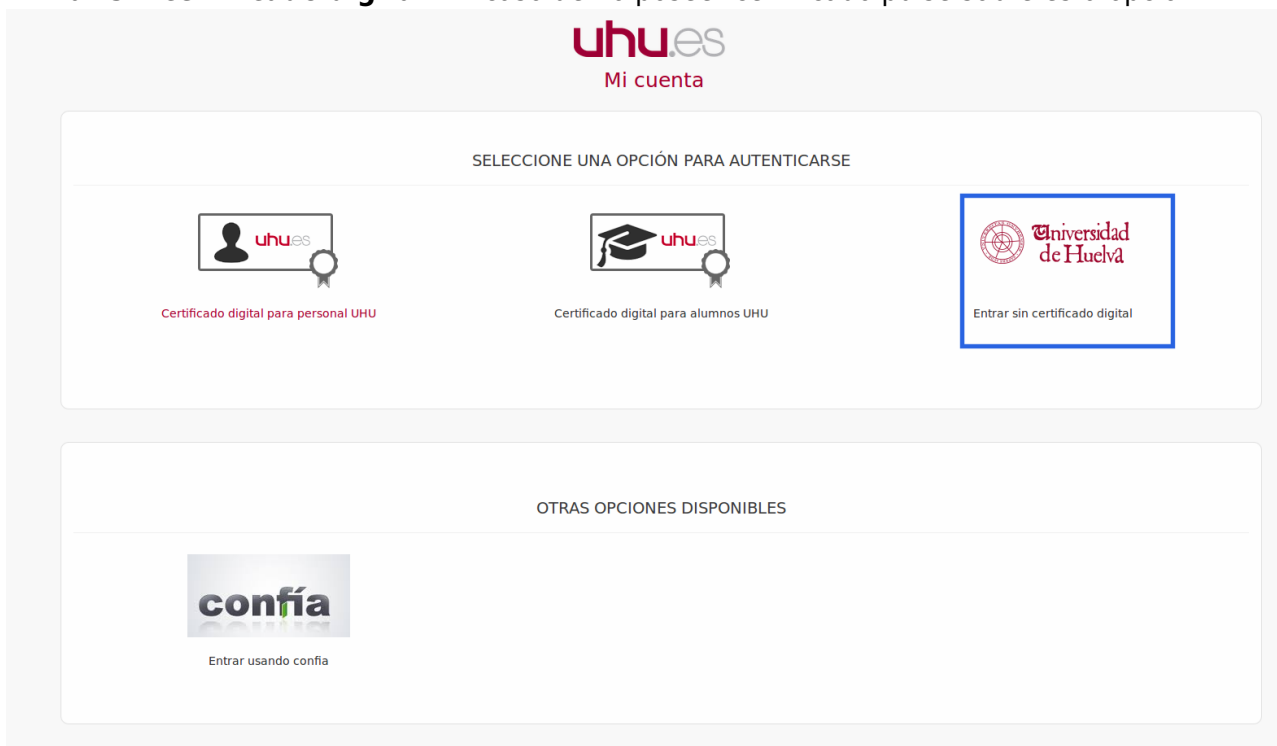 uhu.es
Mi cuenta
SELECCIONE UNA OPCIÓN PARA AUTENTICARSE
uhu.es
uhu.es
Universidad
de Huelva
Certificado digital para personal UHU
Certificado digital para alumnos UHU
Entrar sin certificado digital
OTRAS OPCIONES DISPONIBLES
confía
Entrar usando confia